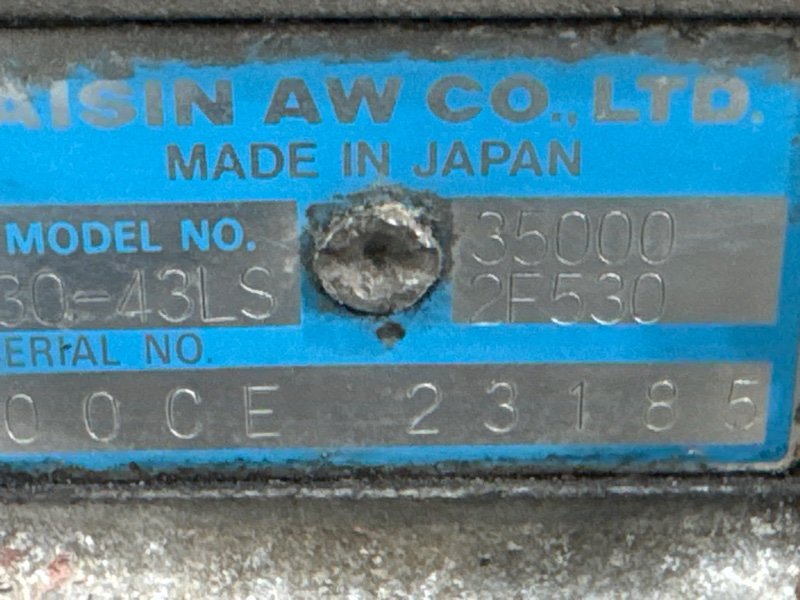 AISIN AW CO., LTD.
MADE IN JAPAN
MODEL NO.
35000
30-43LS
2F530
ERIAL NO.
00CE 23185